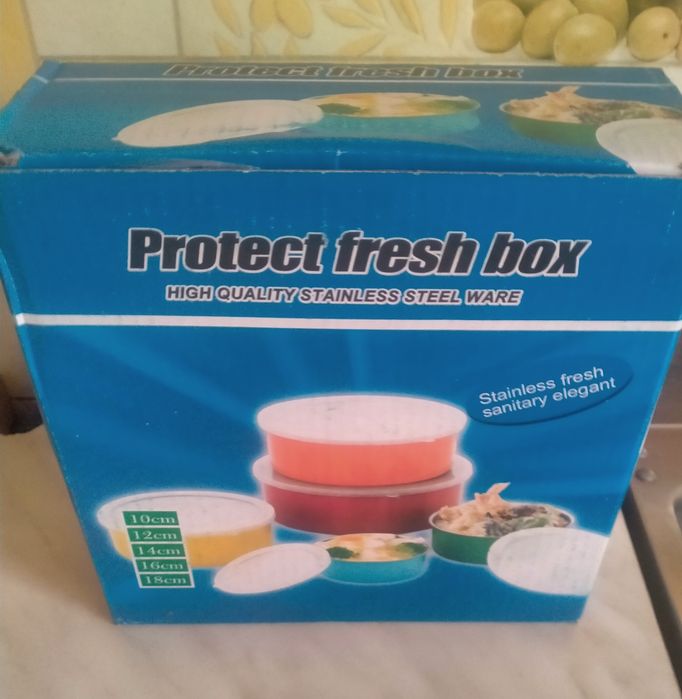 Protect fresh box
Protect fresh box
HIGH QUALITY STAINLESS STEEL WARE
Stainless fresh
sanitary elegant
10cm
12cm
14cm
16cm
18cm